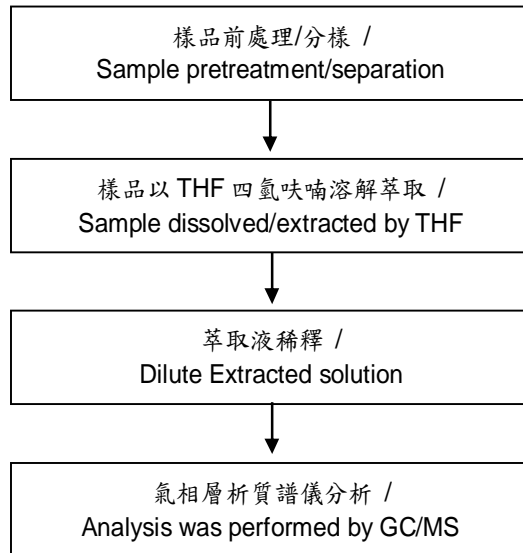 樣品前處理/分樣 /
Sample pretreatment/separation
樣品以 THF 四氫呋喃溶解萃取 /
Sample dissolved/extracted by THF
萃取液稀釋 /
Dilute Extracted solution
氣相層析質譜儀分析 /
Analysis was performed by GC/MS